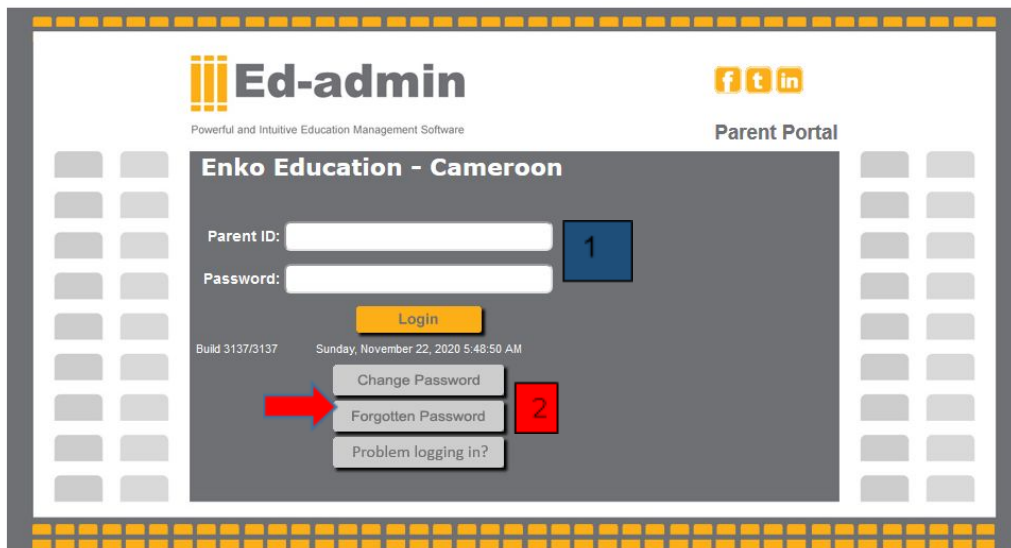 Ed-admin
f t in
Powerful and Intuitive Education Management Software
Parent Portal
Enko Education - Cameroon
Parent ID:
1
Password:
Login
Build 3137/3137 Sunday, November 22, 2020 5:48:50 AM
Change Password
Forgotten Password
2
Problem logging in?